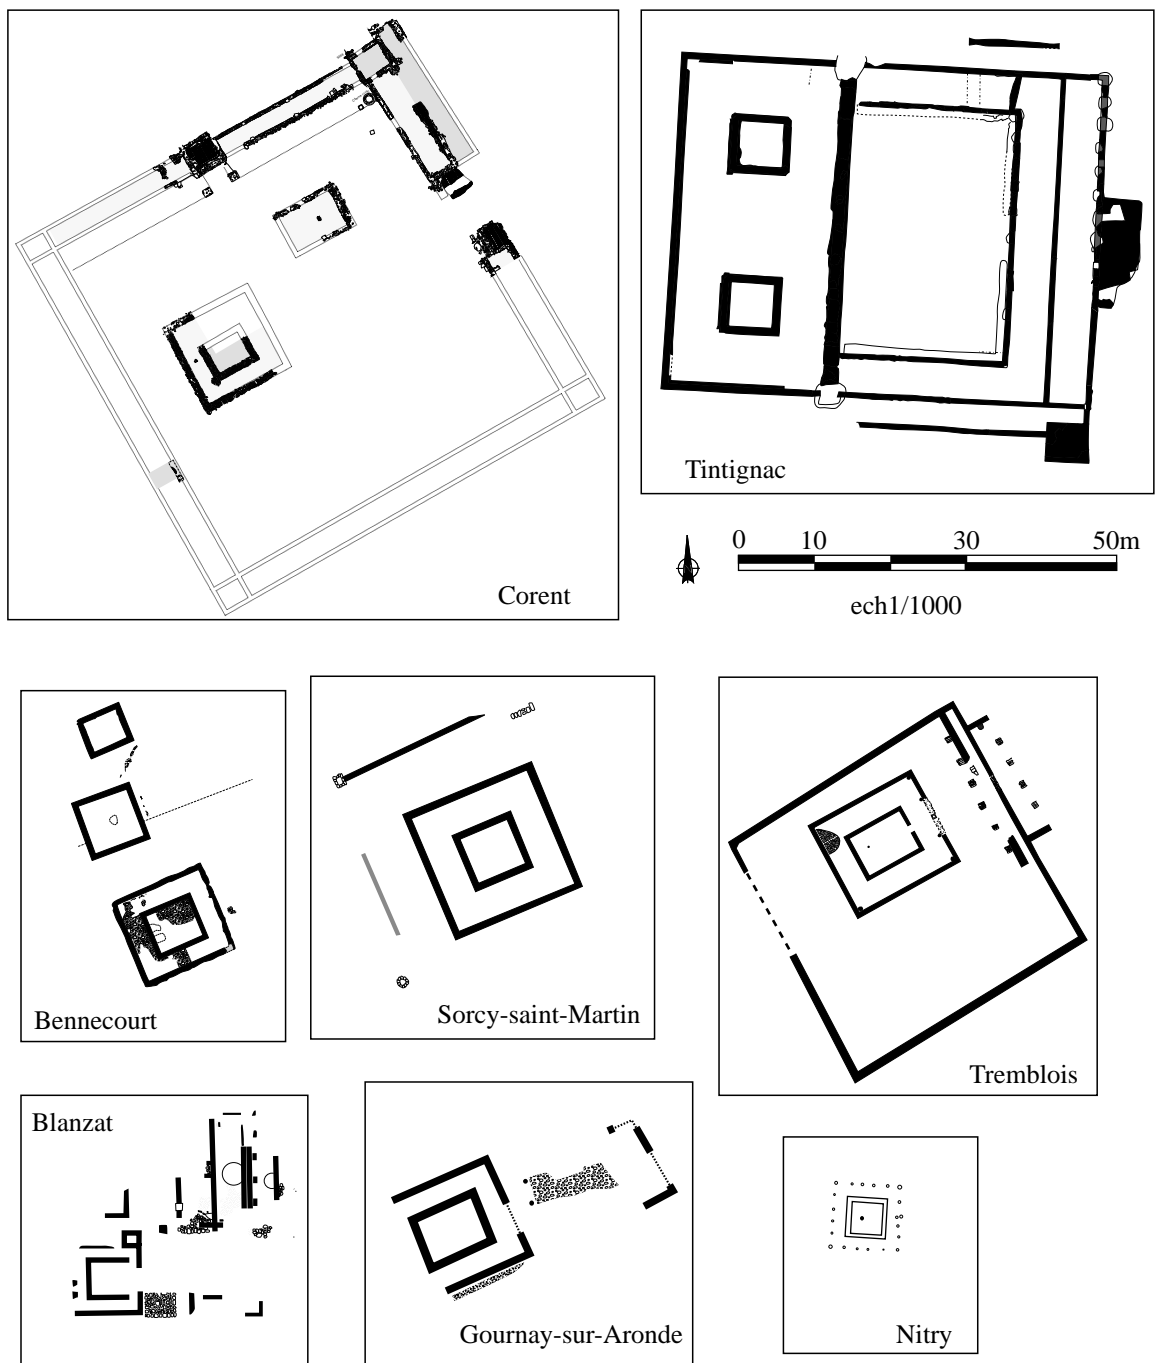 Corent
Tintignac
0 10 30 50m
ech1/1000
Bennecourt
Sorcy-saint-Martin
Tremblois
Blanzat
Gournay-sur-Aronde
Nitry